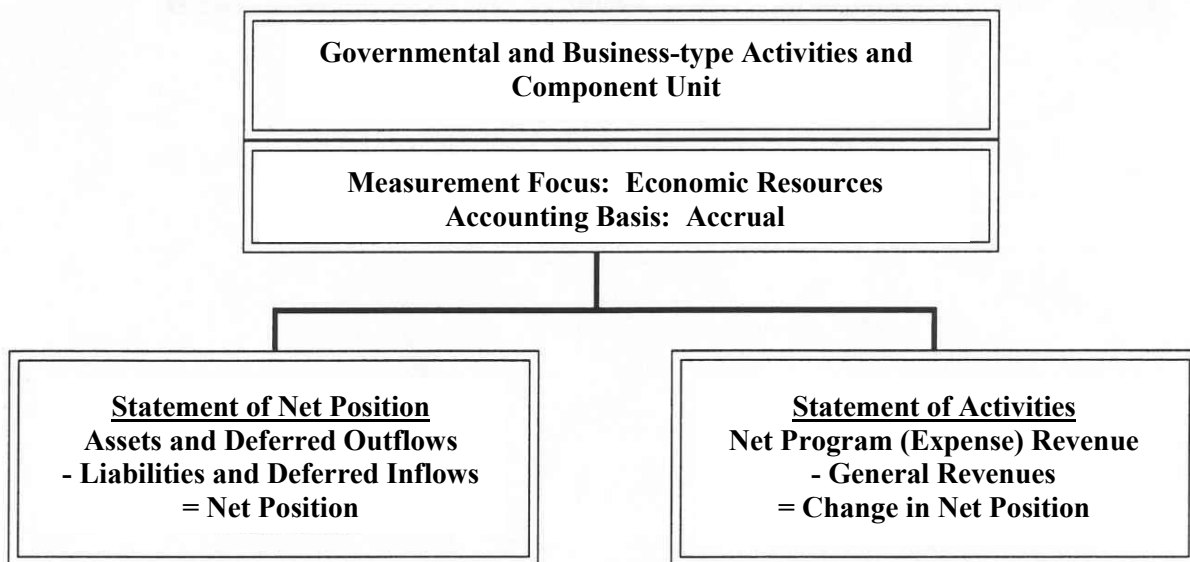 Governmental and Business-type Activities and
Component Unit
Measurement Focus:  Economic Resources
Accounting Basis:  Accrual
Statement of Net Position
Assets and Deferred Outflows
- Liabilities and Deferred Inflows
= Net Position
Statement of Activities
Net Program (Expense) Revenue
- General Revenues
= Change in Net Position